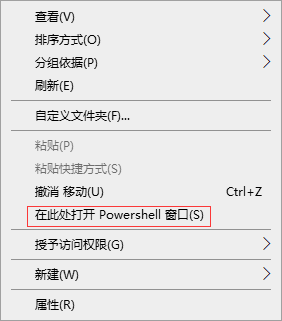 查看(V)
排序方式(O)
分组依据(P)
刷新(E)
自定义文件夹(F)...
粘贴(P)
粘贴快捷方式(S)
撤消 移动(U) Ctrl+Z
在此处打开 Powershell 窗口(S)
授予访问权限(G)
新建(W)
属性(R)